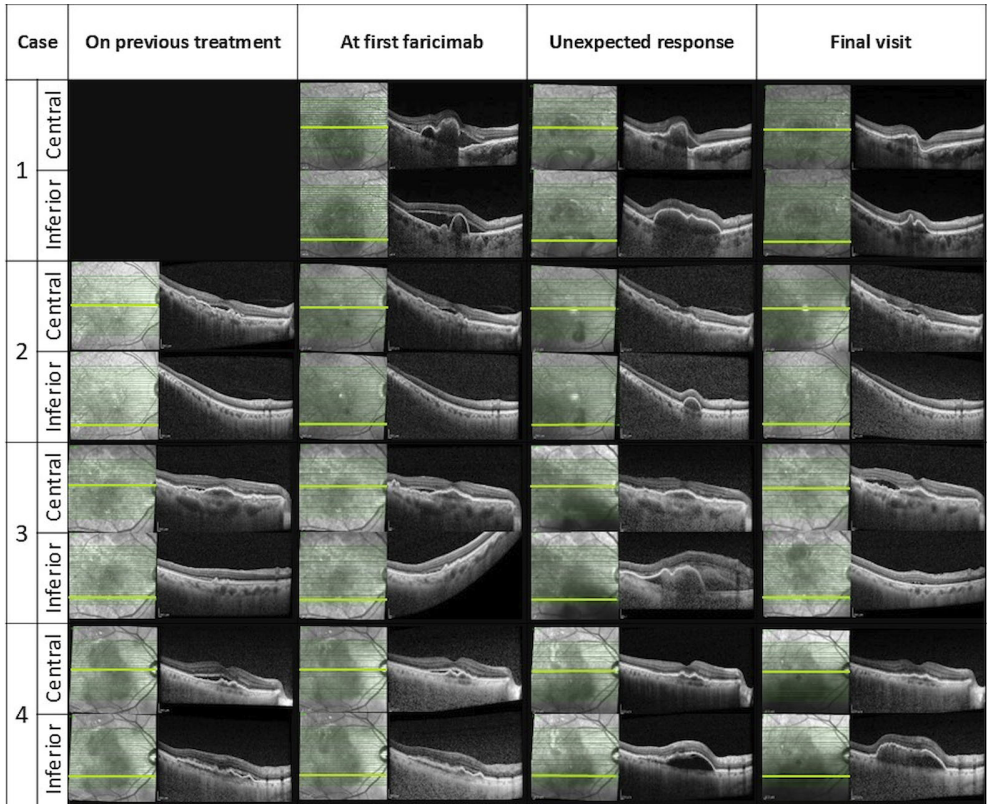 Case On previous treatment At first faricimab Unexpected response Final visit
1
Central
Inferior
2
Central
Inferior
3
Central
Inferior
4
Central
Inferior